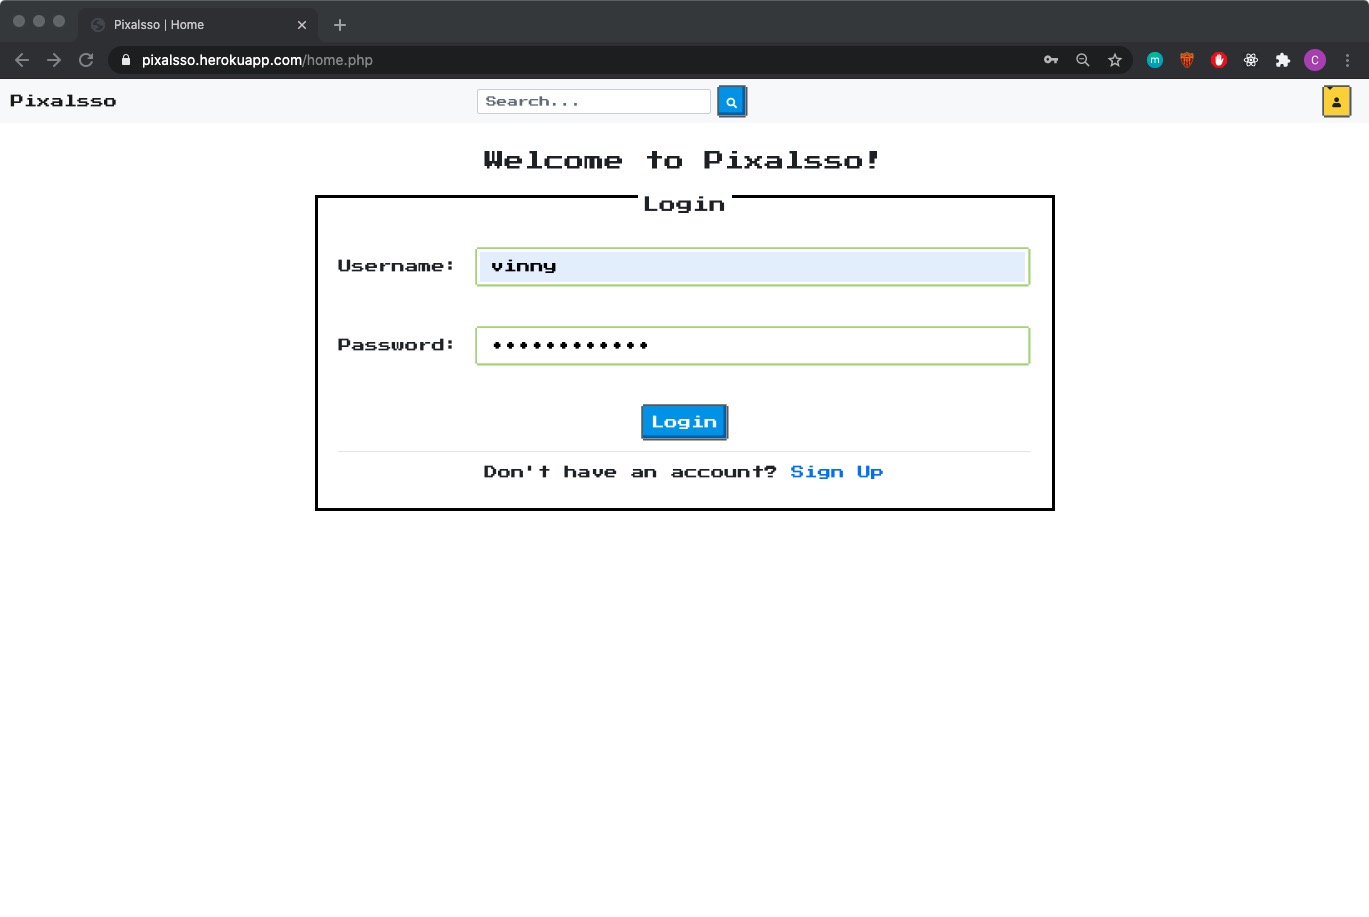 Pixalsso | Home
pixalsso.herokuapp.com/home.php
m
C
Pixalsso
Search...
Welcome to Pixalsso!
Login
Username: vinny
Password: ••••••••••••
Login
Don't have an account? Sign Up